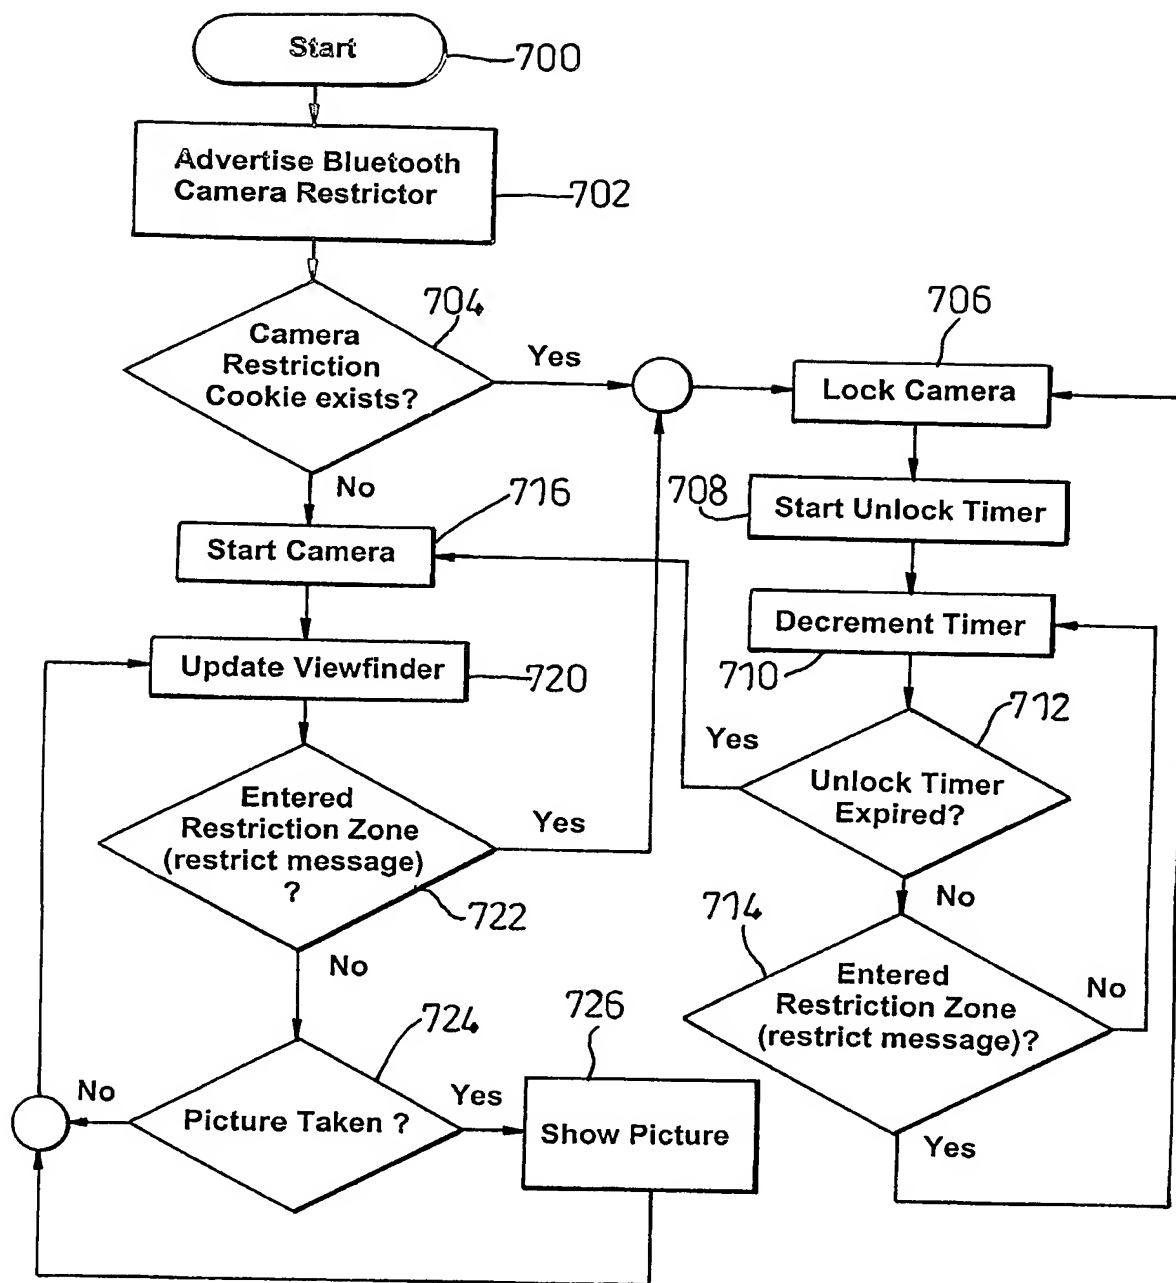 Start
700
Advertise Bluetooth
Camera Restrictor
702
704
Camera
Restriction
Cookie exists?
Yes
706
Lock Camera
No
716
Start Camera
708
Start Unlock Timer
Decrement Timer
710
Update Viewfinder
720
712
Yes
Unlock Timer
Expired?
No
Entered
Restriction Zone
(restrict message)
?
Yes
722
No
714
Entered
Restriction Zone
(restrict message)?
No
Yes
724
Picture Taken ?
No
Yes
726
Show Picture